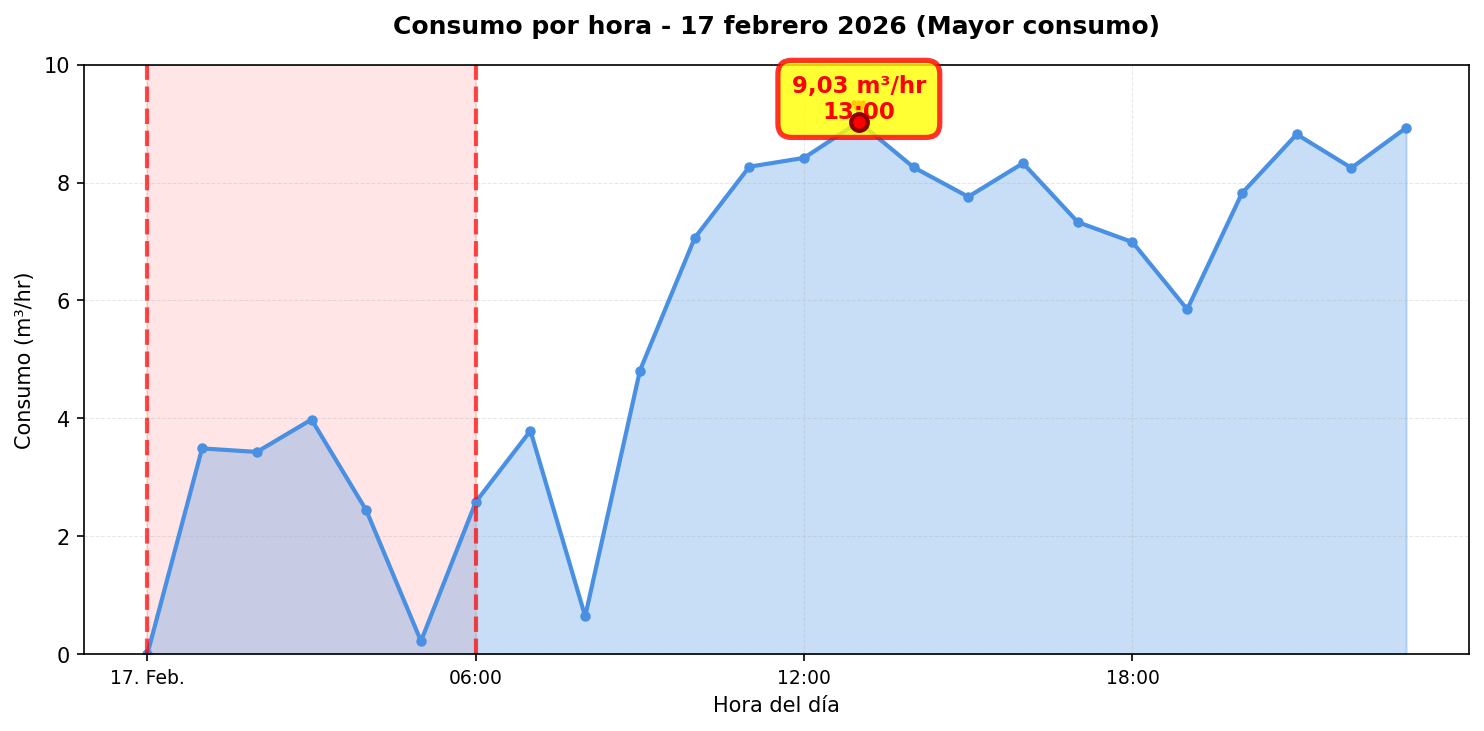 Consumo por hora - 17 febrero 2026 (Mayor consumo)
9,03 m³/hr
13:00
Consumo (m³/hr)
10
8
6
4
2
0
17. Feb.
06:00
12:00
18:00
Hora del día